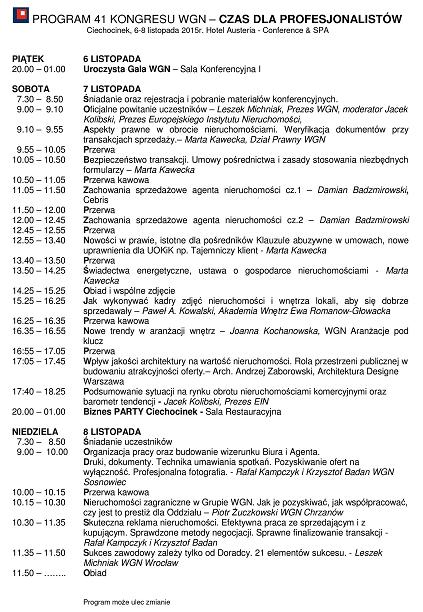 PROGRAM 41 KONGRESU WGN – CZAS DLA PROFESJONALISTÓW
Ciechocinek, 6-8 listopada 2015r. Hotel Austeria - Conference & SPA
PIĄTEK 6 LISTOPADA
20.00 – 01.00 Uroczysta Gala WGN – Sala Konferencyjna I
SOBOTA 7 LISTOPADA
7.30 – 8.50 Śniadanie oraz rejestracja i pobranie materiałów konferencyjnych.
9.00 – 9.10 Oficjalne powitanie uczestników – Leszek Michniak, Prezes WGN, moderator Jacek
Kolibski, Prezes Europejskiego Instytutu Nieruchomości,
9.10 – 9.55 Aspekty prawne w obrocie nieruchomościami. Weryfikacja dokumentów przy
transakcjach sprzedaży.– Marta Kawecka, Dział Prawny WGN
9.55 – 10.05 Przerwa
10.05 – 10.50 Bezpieczeństwo transakcji. Umowy pośrednictwa i zasady stosowania niezbędnych
formularzy – Marta Kawecka
10.50 – 11.05 Przerwa kawowa
11.05 – 11.50 Zachowania sprzedażowe agenta nieruchomości cz.1 – Damian Badzmirowski,
Cebris
11.50 – 12.00 Przerwa
12.00 – 12.45 Zachowania sprzedażowe agenta nieruchomości cz.2 – Damian Badzmirowski
12.45 – 12.55 Przerwa
12.55 – 13.40 Nowości w prawie, istotne dla pośredników Klauzule abuzywne w umowach, nowe
uprawnienia dla UOKiK np. Tajemniczy klient - Marta Kawecka
13.40 – 13.50 Przerwa
13.50 – 14.25 Świadectwa energetyczne, ustawa o gospodarce nieruchomościami - Marta
Kawecka
14.25 – 15.25 Obiad i wspólne zdjęcie
15.25 – 16.25 Jak wykonywać kadry zdjęć nieruchomości i wnętrza lokali, aby się dobrze
sprzedawały – Paweł A. Kowalski, Akademia Wnętrz Ewa Romanow-Głowacka
16.25 – 16.35 Przerwa kawowa
16.35 – 16.55 Nowe trendy w aranżacji wnętrz – Joanna Kochanowska, WGN Aranżacje pod
klucz
16:55 – 17.05 Przerwa
17:05 – 17.45 Wpływ jakości architektury na wartość nieruchomości. Rola przestrzeni publicznej w
budowaniu atrakcyjności oferty.– Arch. Andrzej Zaborowski, Architektura Designe
Warszawa
17:40 – 18.25 Podsumowanie sytuacji na rynku obrotu nieruchomościami komercyjnymi oraz
barometr tendencji - Jacek Kolibski, Prezes EIN
20.00 – 01.00 Biznes PARTY Ciechocinek - Sala Restauracyjna
NIEDZIELA 8 LISTOPADA
7.30 – 8.50 Śniadanie uczestników
9.00 – 10.00 Organizacja pracy oraz budowanie wizerunku Biura i Agenta.
Druki, dokumenty. Technika umawiania spotkań. Pozyskiwanie ofert na
wyłączność. Profesjonalna fotografia. - Rafał Kampczyk i Krzysztof Badan WGN
Sosnowiec
10.00 – 10.15 Przerwa kawowa
10.15 – 10.30 Nieruchomości zagraniczne w Grupie WGN. Jak je pozyskiwać, jak współpracować,
czy jest to prestiż dla Oddziału – Piotr Żuczkowski WGN Chrzanów
10.30 – 11.35 Skuteczna reklama nieruchomości. Efektywna praca ze sprzedającym i z
kupującym. Sprawdzone metody negocjacji. Sprawne finalizowanie transakcji -
Rafał Kampczyk i Krzysztof Badan
11.35 – 11.50 Sukces zawodowy zależy tylko od Doradcy. 21 elementów sukcesu. - Leszek
Michniak WGN Wrocław
11.50 – …….. Obiad
Program może ulec zmianie